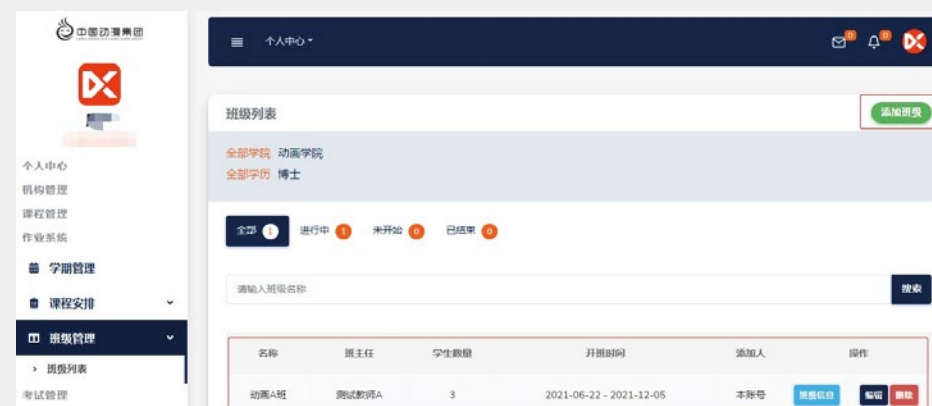 中国动漫集团
个人中心
0
0
个人中心
机构管理
课程管理
作业系统
学期管理
课程安排
班级管理
班级列表
考试管理
班级列表
添加班级
全部学院 动画学院
全部学历 博士
全部 1 进行中 1 未开始 0 已结束 0
请输入班级名称
搜索
名称 班主任 学生数量 开班时间 添加人 操作
动画A班 测试教师A 3 2021-06-22 - 2021-12-05 本账号 班级信息 编辑 删除